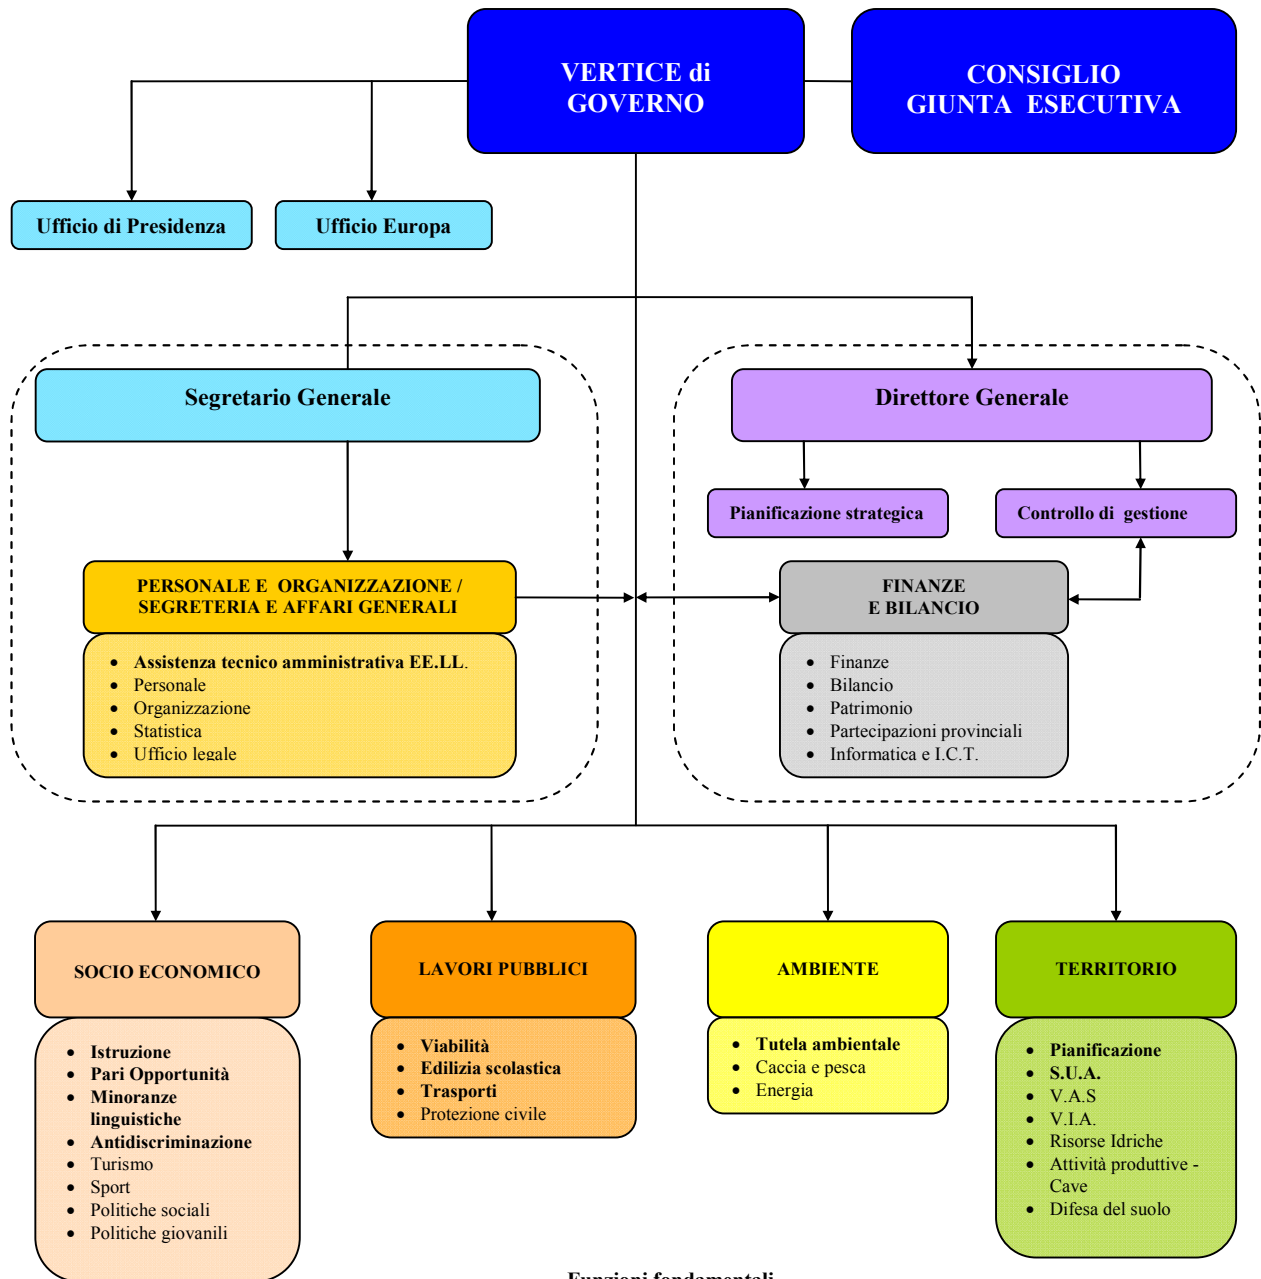 VERTICE di
GOVERNO
CONSIGLIO
GIUNTA ESECUTIVA
Ufficio di Presidenza
Ufficio Europa
Segretario Generale
Direttore Generale
Pianificazione strategica
Controllo di gestione
PERSONALE E ORGANIZZAZIONE /
SEGRETERIA E AFFARI GENERALI
• Assistenza tecnico amministrativa EE.LL.
• Personale
• Organizzazione
• Statistica
• Ufficio legale
FINANZE
E BILANCIO
• Finanze
• Bilancio
• Patrimonio
• Partecipazioni provinciali
• Informatica e I.C.T.
SOCIO ECONOMICO
• Istruzione
• Pari Opportunità
• Minoranze
linguistiche
• Antidiscriminazione
• Turismo
• Sport
• Politiche sociali
• Politiche giovanili
LAVORI PUBBLICI
• Viabilità
• Edilizia scolastica
• Trasporti
• Protezione civile
AMBIENTE
• Tutela ambientale
• Caccia e pesca
• Energia
TERRITORIO
• Pianificazione
• S.U.A.
• V.A.S
• V.I.A.
• Risorse Idriche
• Attività produttive -
Cave
• Difesa del suolo
Funzioni fondamentali